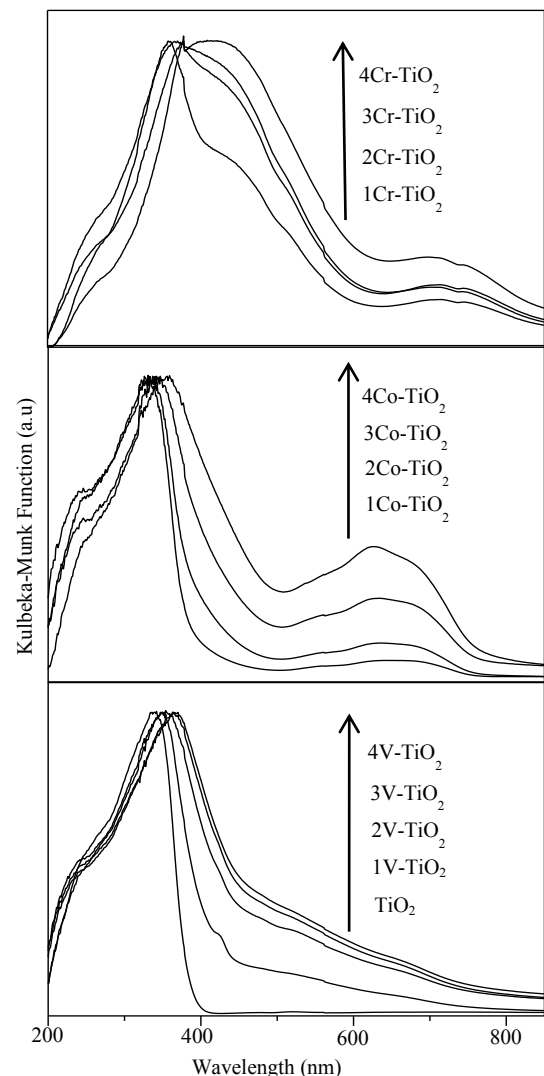 4Cr-TiO₂
3Cr-TiO₂
2Cr-TiO₂
1Cr-TiO₂
4Co-TiO₂
3Co-TiO₂
2Co-TiO₂
1Co-TiO₂
Kulbeka-Munk Function (a.u)
4V-TiO₂
3V-TiO₂
2V-TiO₂
1V-TiO₂
TiO₂
200 400 600 800
Wavelength (nm)